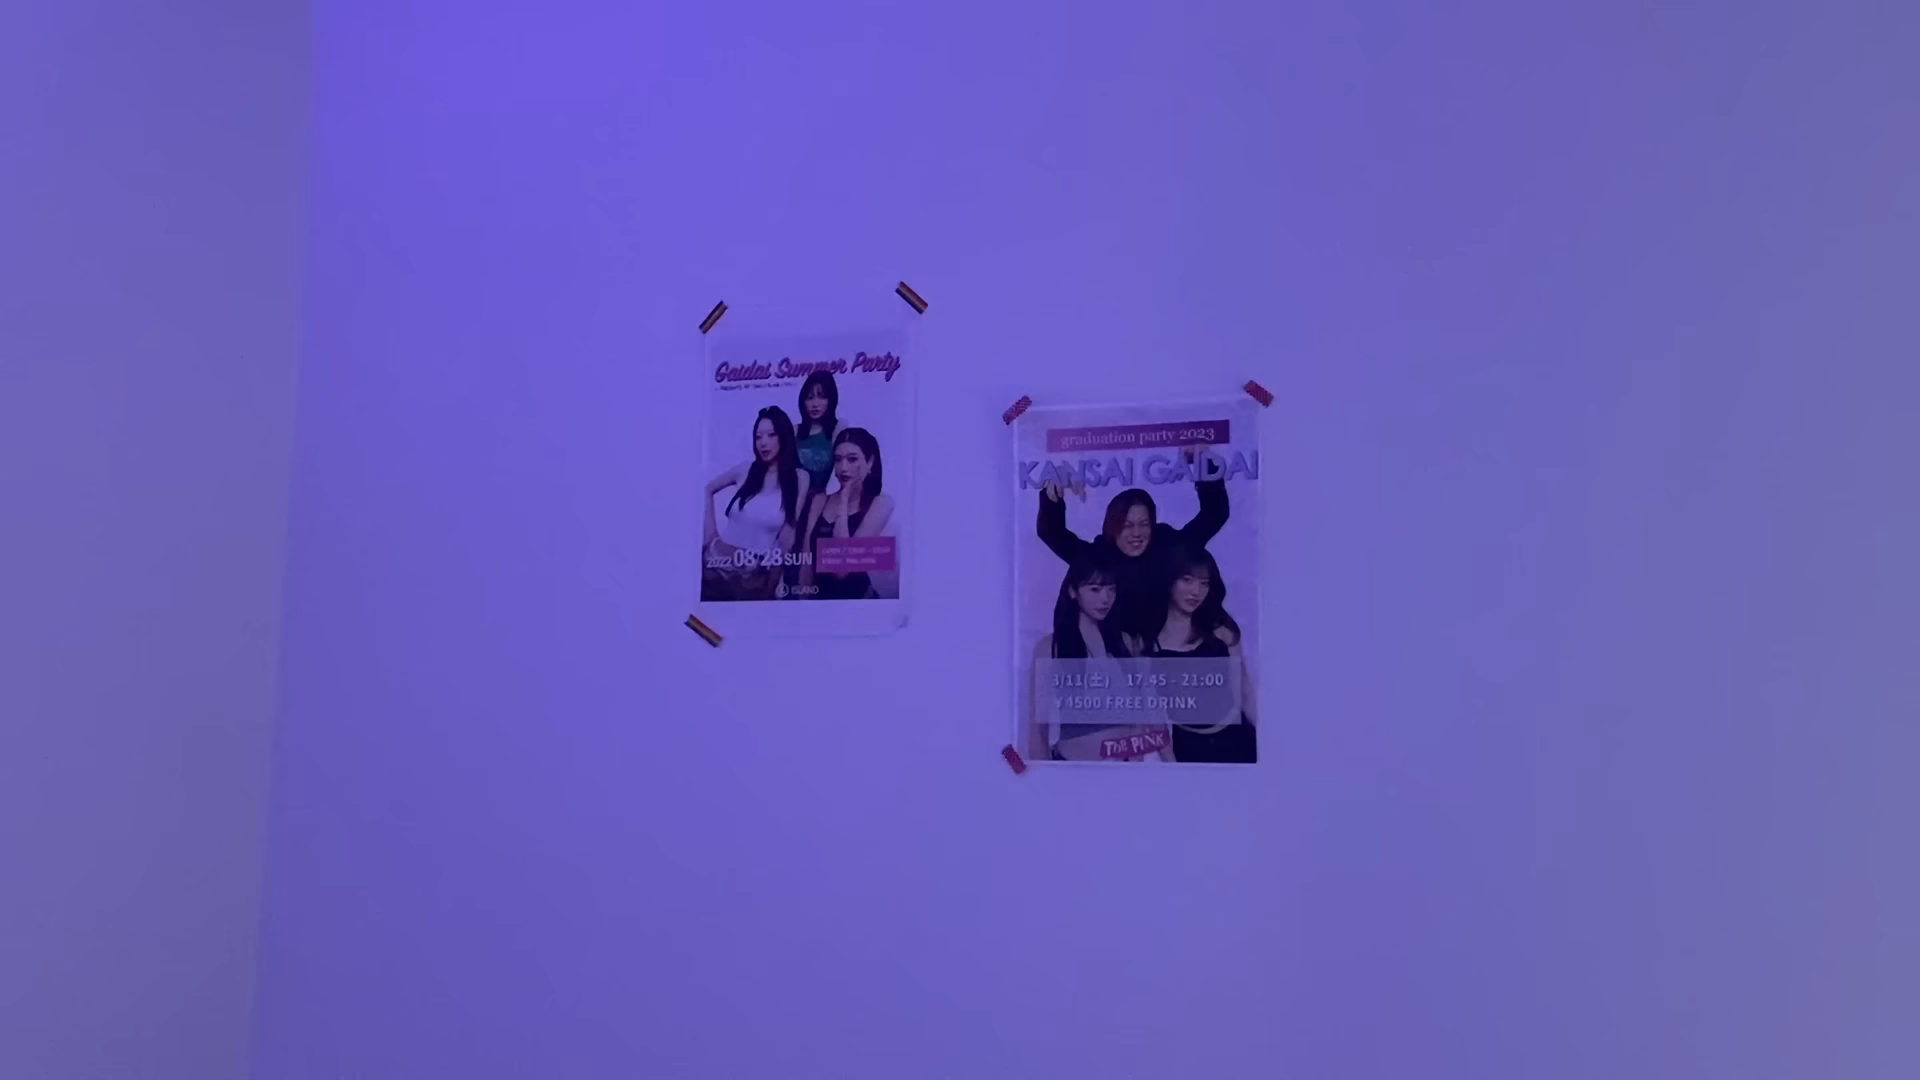 Gaidai Summer Party
2022 08/28 SUN
ISLAND
graduation party 2023
KANSAI GAIDAI
3/11(土) 17.45 - 21:00
¥4500 FREE DRINK
The PINK